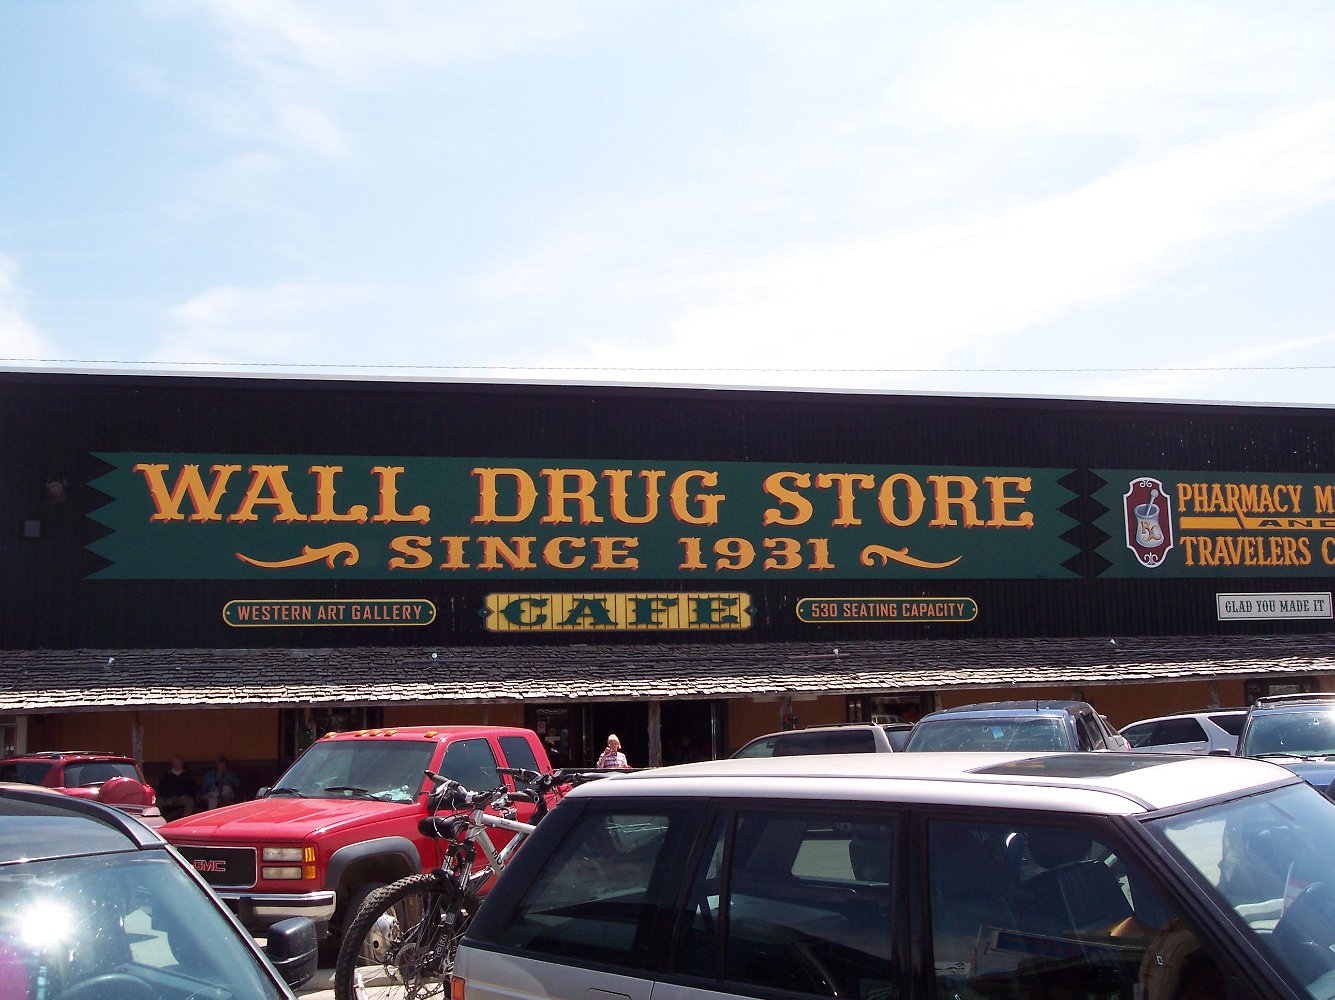 WALL DRUG STORE
SINCE 1931
WESTERN ART GALLERY
CAFE
530 SEATING CAPACITY
PHARMACY
AND
TRAVELERS
GLAD YOU MADE IT
GMC